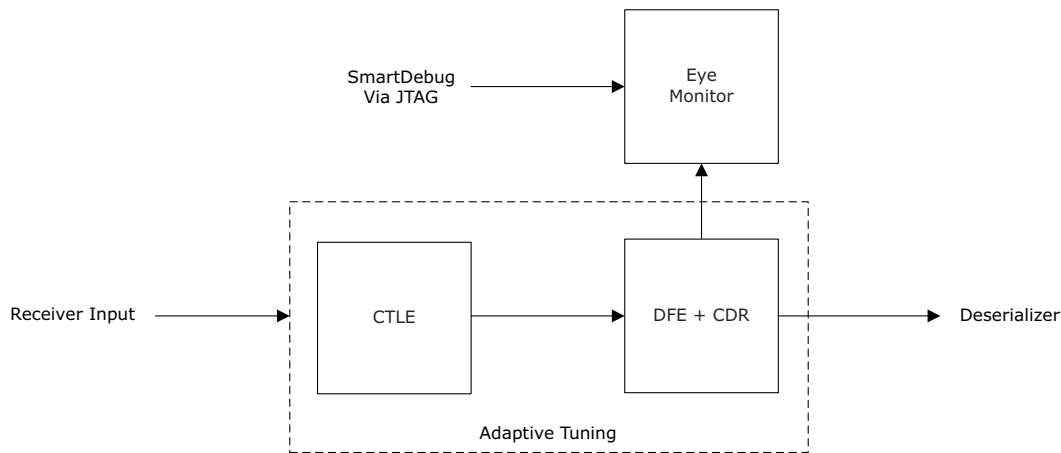 SmartDebug
Via JTAG
Eye
Monitor
Receiver Input
CTLE
DFE + CDR
Deserializer
Adaptive Tuning